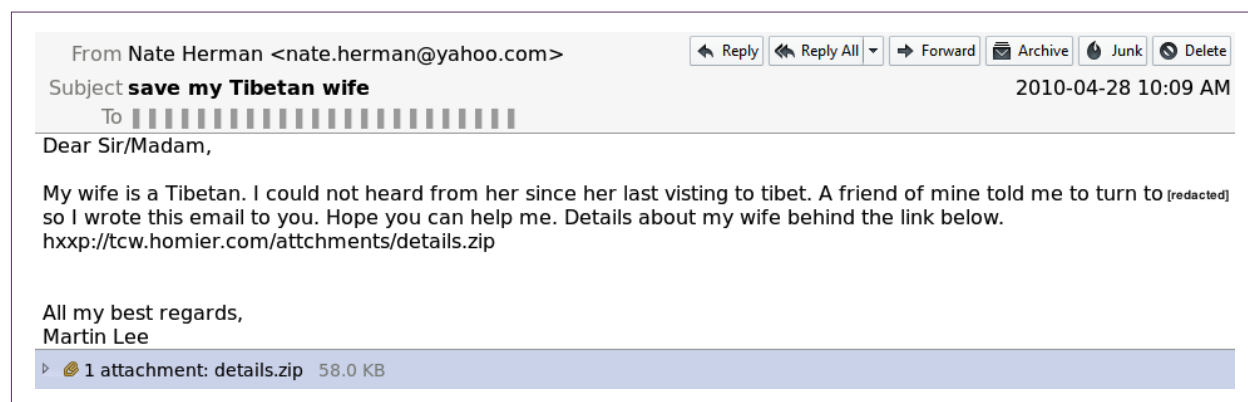 From Nate Herman <nate.herman@yahoo.com> Reply Reply All Forward Archive Junk Delete
Subject save my Tibetan wife 2010-04-28 10:09 AM
To
Dear Sir/Madam,
My wife is a Tibetan. I could not heard from her since her last visting to tibet. A friend of mine told me to turn to [redacted]
so I wrote this email to you. Hope you can help me. Details about my wife behind the link below.
hxxp://tcw.homier.com/attchments/details.zip
All my best regards,
Martin Lee
1 attachment: details.zip 58.0 KB